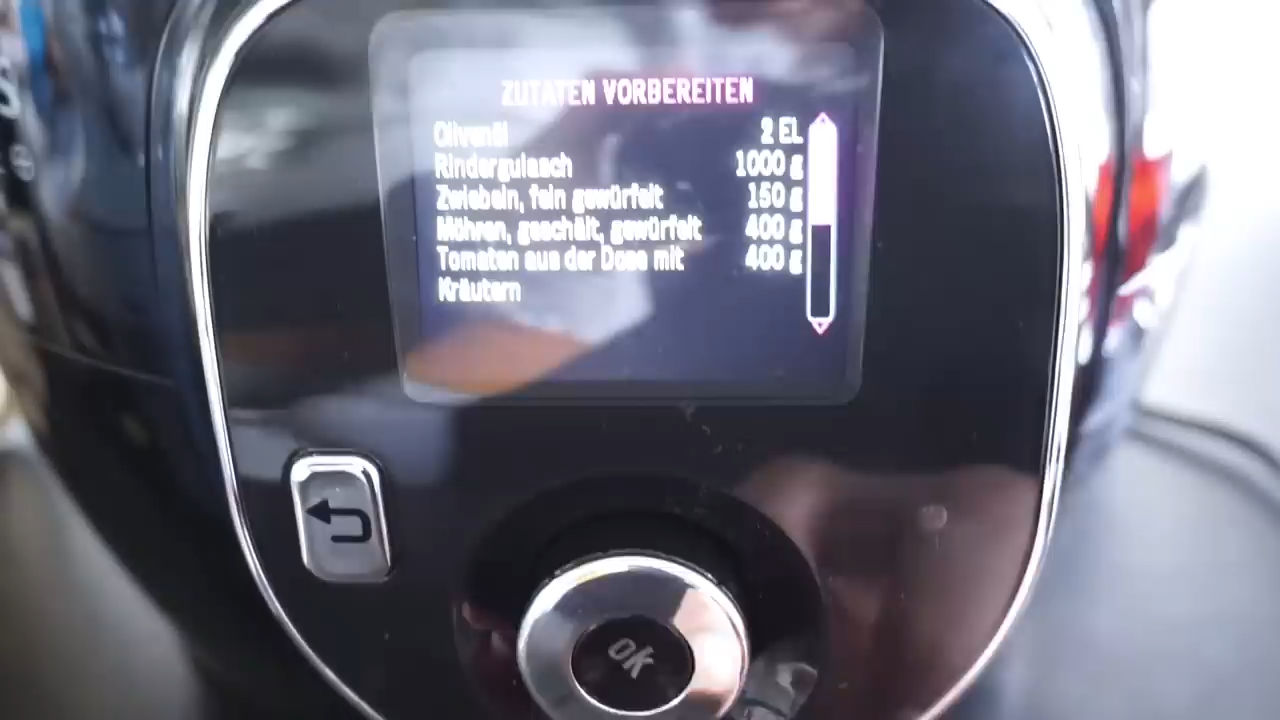 ZUTATEN VORBEREITEN
Olivenöl 2 EL
Rindergulasch 1000 g
Zwiebeln, fein gewürfelt 150 g
Möhren, geschält, gewürfelt 400 g
Tomaten aus der Dose mit 400 g
Kräutern
ok